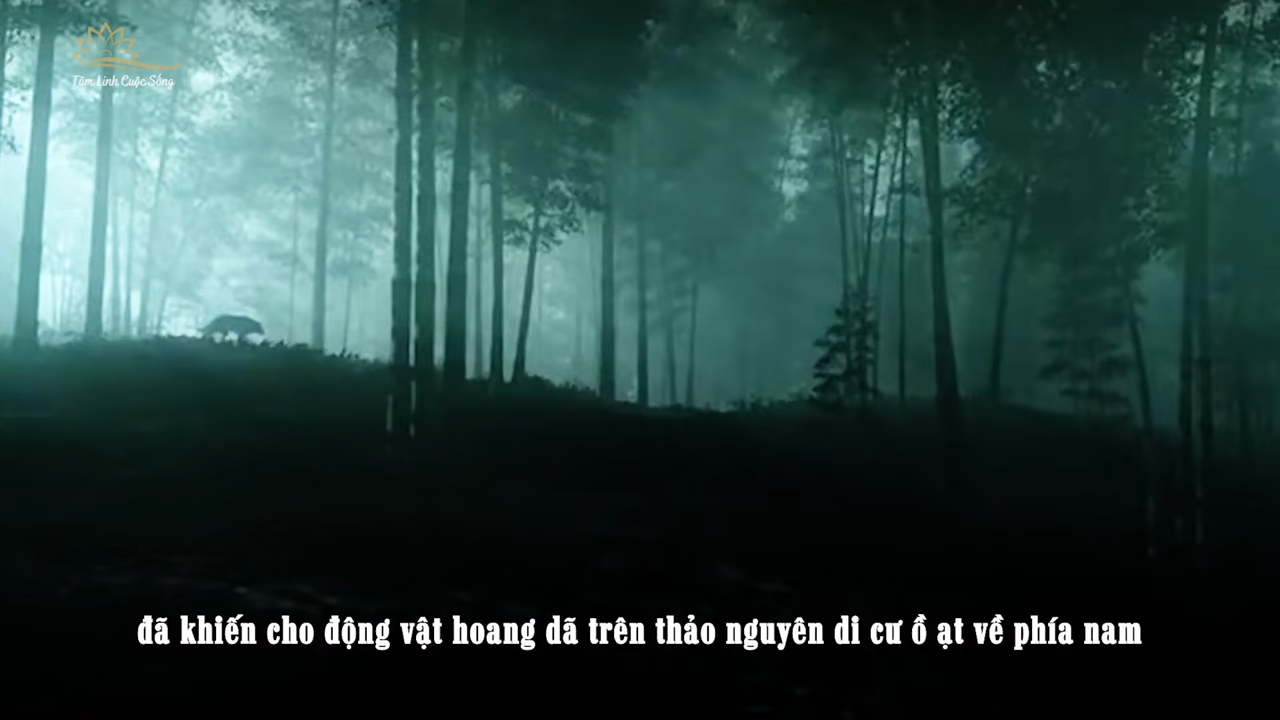 Tâm Linh Cuộc Sống
đã khiến cho động vật hoang dã trên thảo nguyên di cư ồ ạt về phía nam